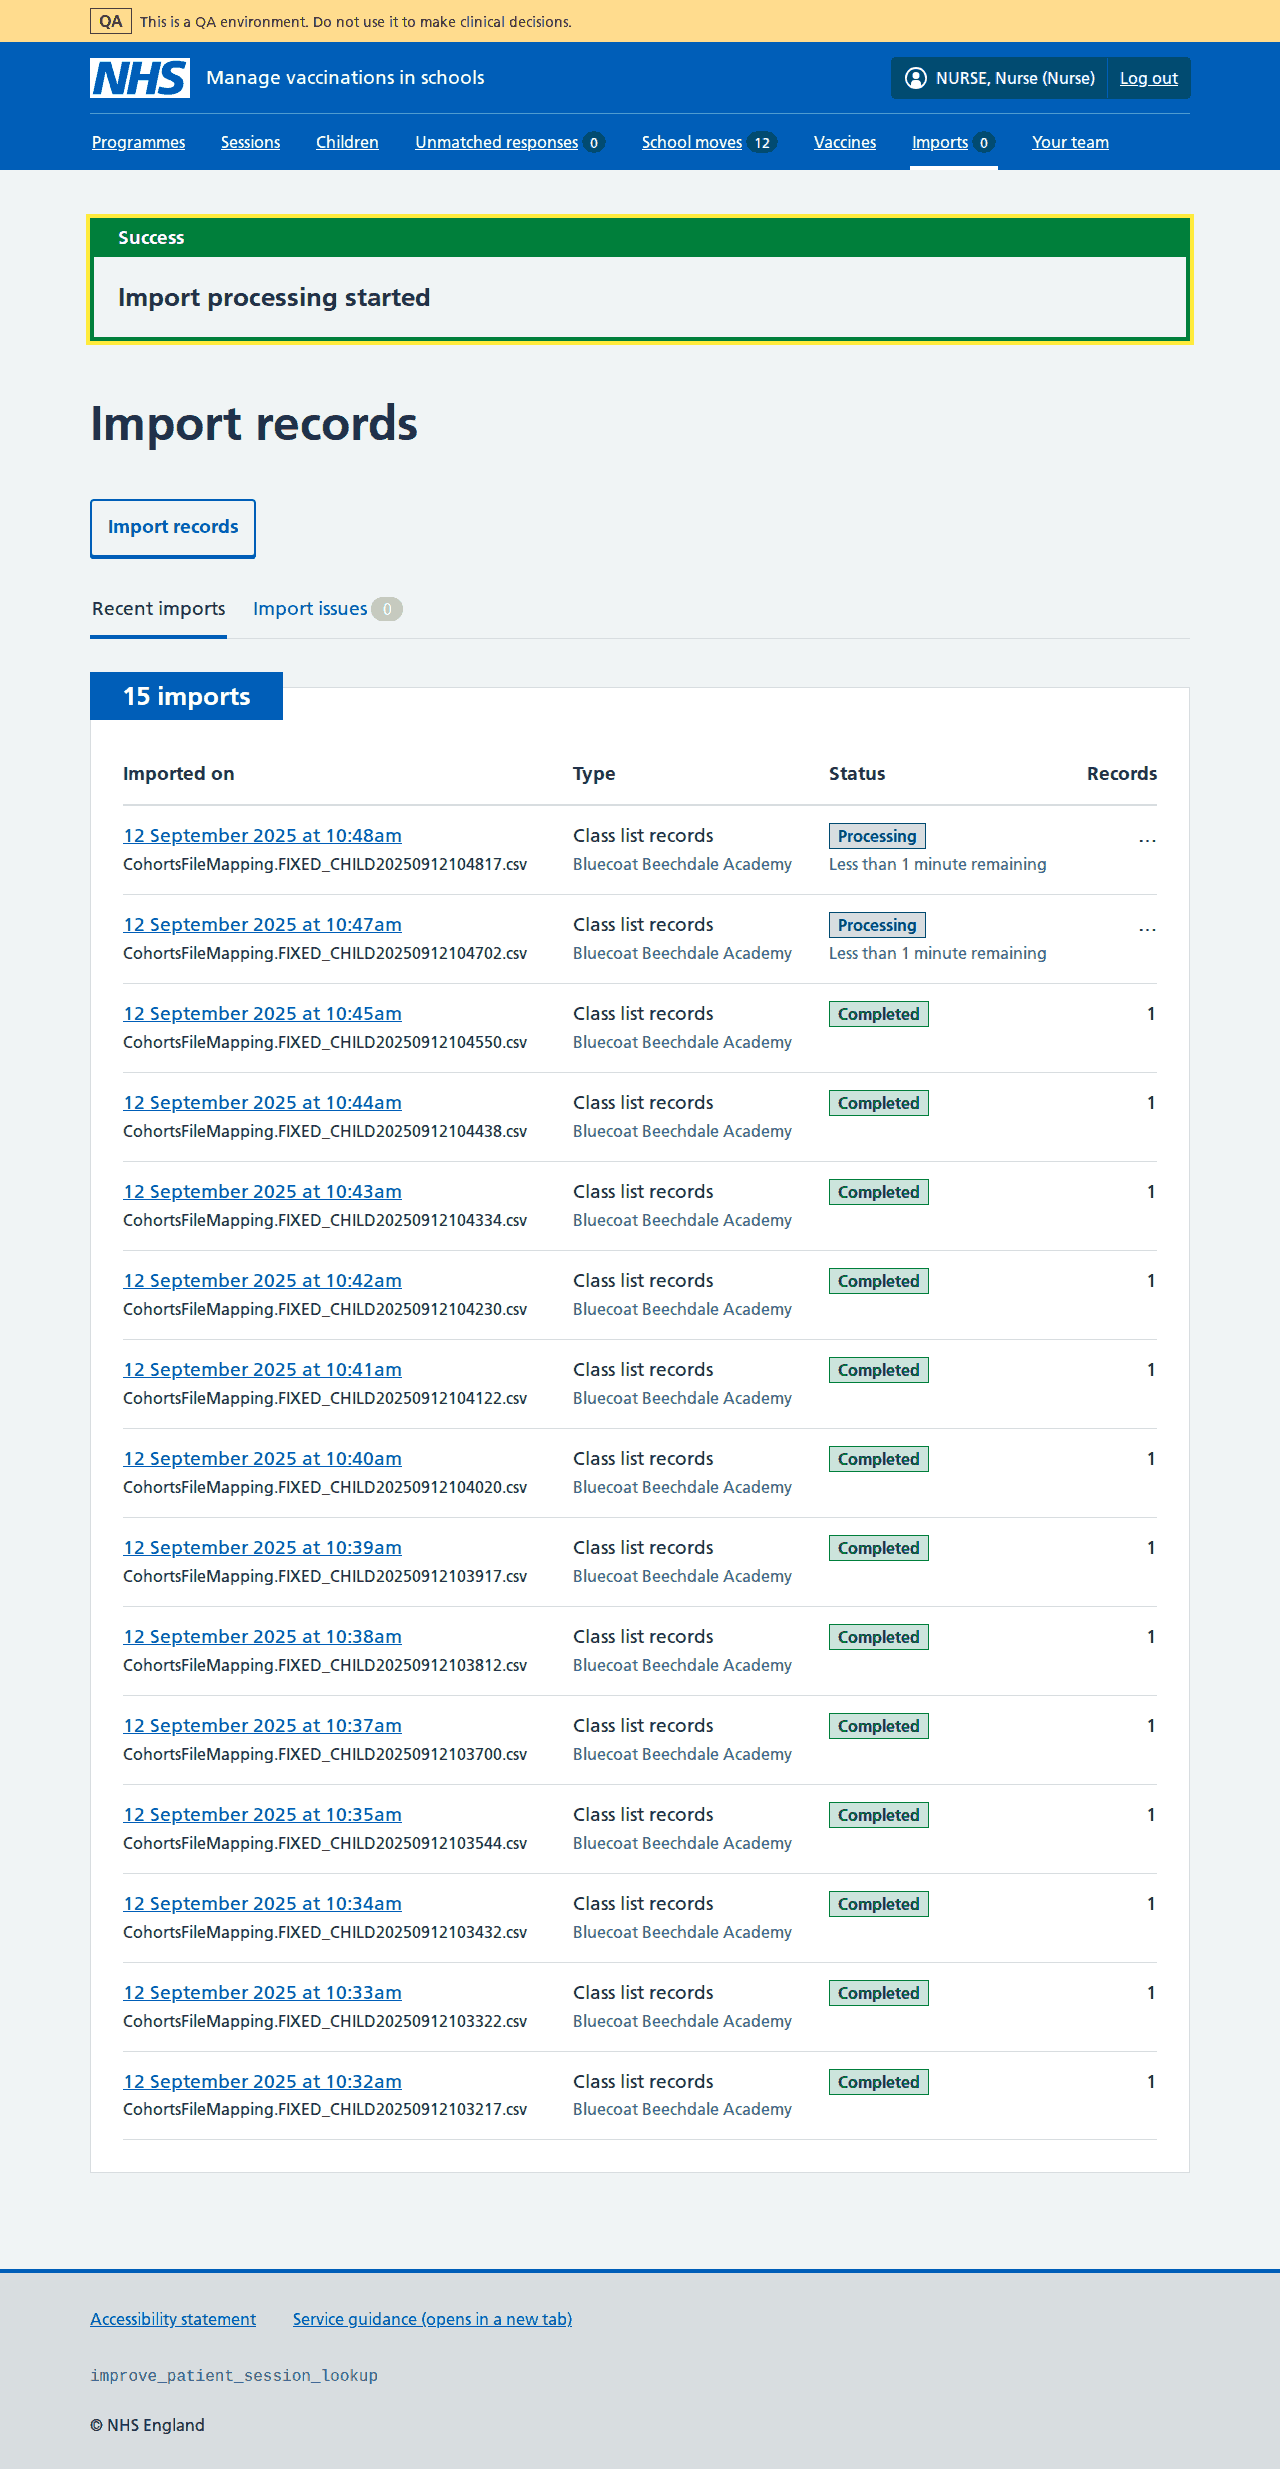 QA This is a QA environment. Do not use it to make clinical decisions.
NHS Manage vaccinations in schools NURSE, Nurse (Nurse) Log out
Programmes Sessions Children Unmatched responses 0 School moves 12 Vaccines Imports 0 Your team
Success
Import processing started
Import records
Import records
Recent imports Import issues 0
15 imports
Imported on Type Status Records
12 September 2025 at 10:48am Class list records Processing ...
CohortsFileMapping.FIXED_CHILD20250912104817.csv Bluecoat Beechdale Academy Less than 1 minute remaining
12 September 2025 at 10:47am Class list records Processing ...
CohortsFileMapping.FIXED_CHILD20250912104702.csv Bluecoat Beechdale Academy Less than 1 minute remaining
12 September 2025 at 10:45am Class list records Completed 1
CohortsFileMapping.FIXED_CHILD20250912104550.csv Bluecoat Beechdale Academy
12 September 2025 at 10:44am Class list records Completed 1
CohortsFileMapping.FIXED_CHILD20250912104438.csv Bluecoat Beechdale Academy
12 September 2025 at 10:43am Class list records Completed 1
CohortsFileMapping.FIXED_CHILD20250912104334.csv Bluecoat Beechdale Academy
12 September 2025 at 10:42am Class list records Completed 1
CohortsFileMapping.FIXED_CHILD20250912104230.csv Bluecoat Beechdale Academy
12 September 2025 at 10:41am Class list records Completed 1
CohortsFileMapping.FIXED_CHILD20250912104122.csv Bluecoat Beechdale Academy
12 September 2025 at 10:40am Class list records Completed 1
CohortsFileMapping.FIXED_CHILD20250912104020.csv Bluecoat Beechdale Academy
12 September 2025 at 10:39am Class list records Completed 1
CohortsFileMapping.FIXED_CHILD20250912103917.csv Bluecoat Beechdale Academy
12 September 2025 at 10:38am Class list records Completed 1
CohortsFileMapping.FIXED_CHILD20250912103812.csv Bluecoat Beechdale Academy
12 September 2025 at 10:37am Class list records Completed 1
CohortsFileMapping.FIXED_CHILD20250912103700.csv Bluecoat Beechdale Academy
12 September 2025 at 10:35am Class list records Completed 1
CohortsFileMapping.FIXED_CHILD20250912103544.csv Bluecoat Beechdale Academy
12 September 2025 at 10:34am Class list records Completed 1
CohortsFileMapping.FIXED_CHILD20250912103432.csv Bluecoat Beechdale Academy
12 September 2025 at 10:33am Class list records Completed 1
CohortsFileMapping.FIXED_CHILD20250912103322.csv Bluecoat Beechdale Academy
12 September 2025 at 10:32am Class list records Completed 1
CohortsFileMapping.FIXED_CHILD20250912103217.csv Bluecoat Beechdale Academy
Accessibility statement Service guidance (opens in a new tab)
improve_patient_session_lookup
© NHS England